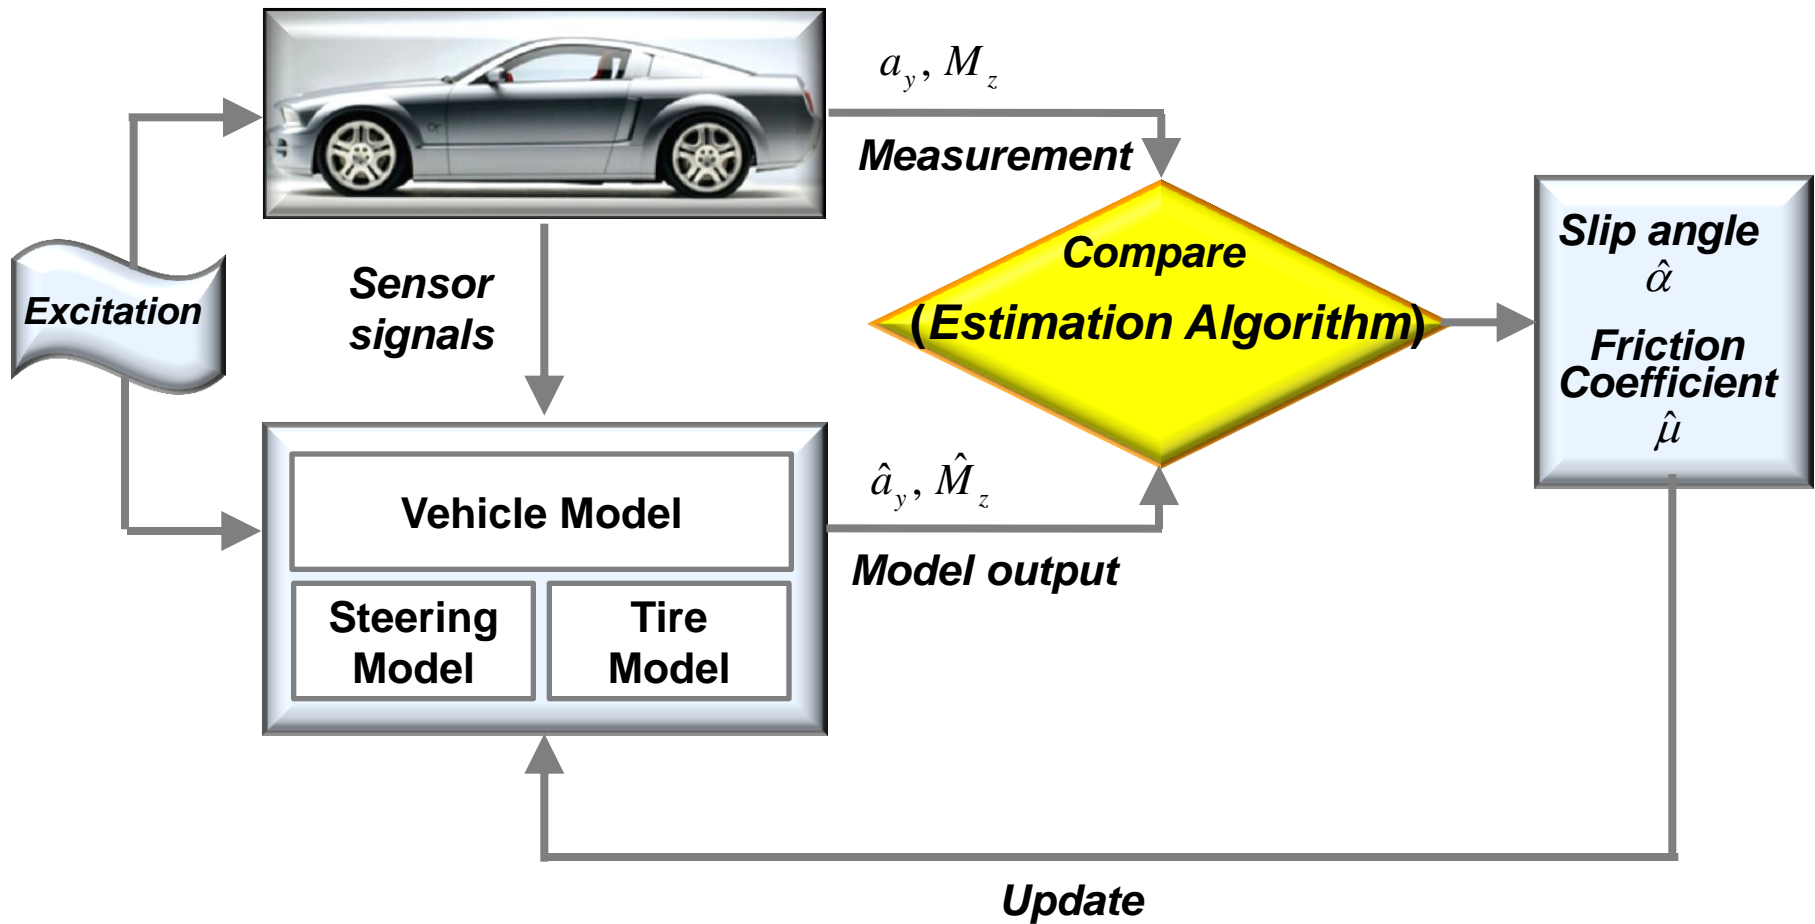 a_y, M_z
Measurement
Excitation
Sensor
signals
Compare
(Estimation Algorithm)
Slip angle
α̂
Friction
Coefficient
μ̂
Vehicle Model
Steering
Model
Tire
Model
â_y, M̂_z
Model output
Update